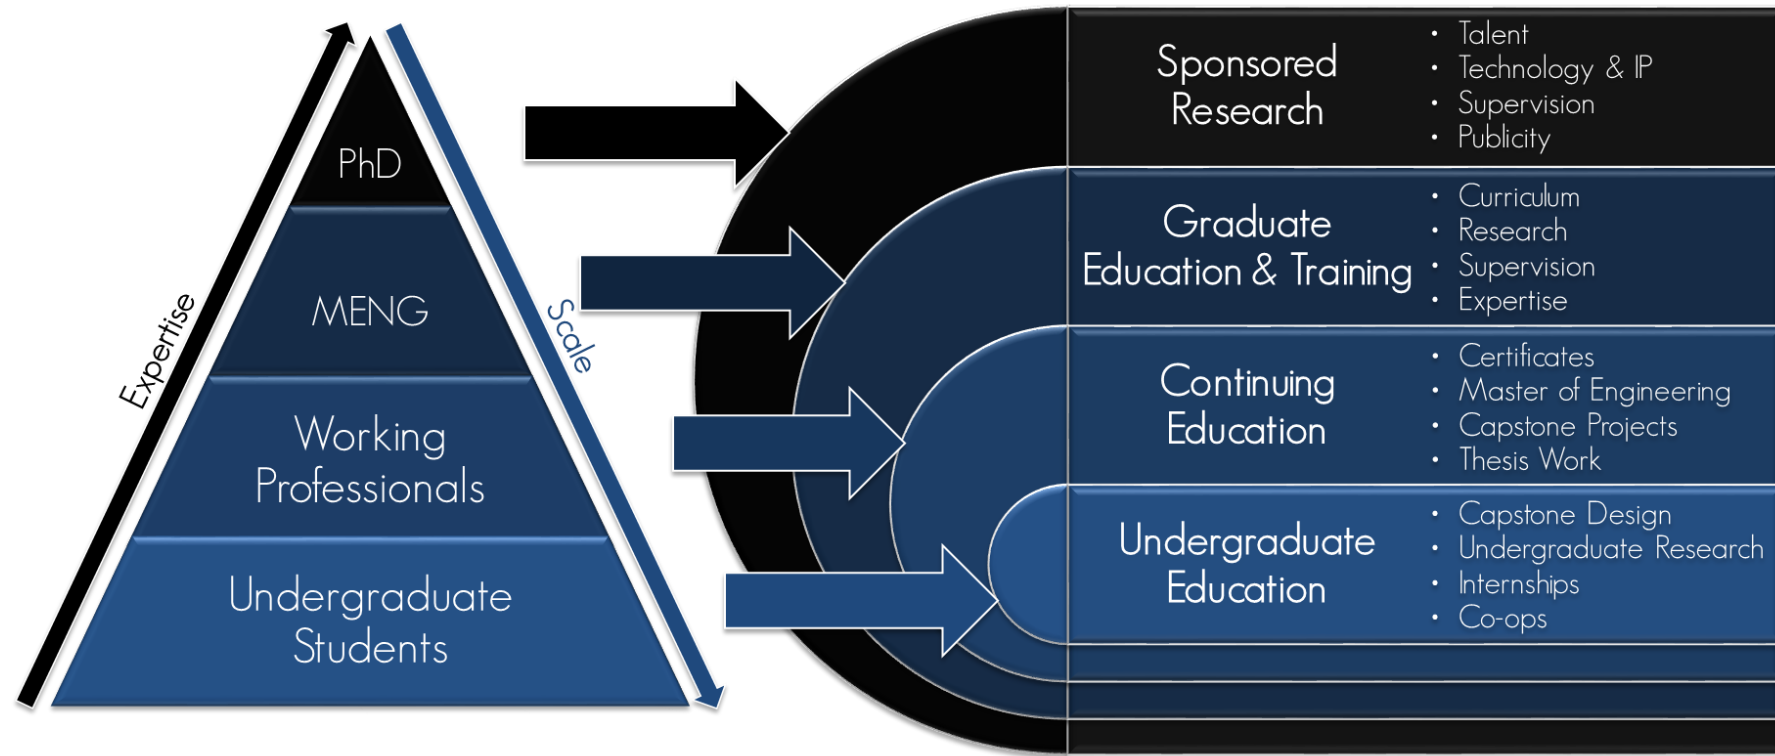 Expertise
Scale
PhD
MENG
Working
Professionals
Undergraduate
Students
Sponsored
Research
• Talent
• Technology & IP
• Supervision
• Publicity
Graduate
Education & Training
• Curriculum
• Research
• Supervision
• Expertise
Continuing
Education
• Certificates
• Master of Engineering
• Capstone Projects
• Thesis Work
Undergraduate
Education
• Capstone Design
• Undergraduate Research
• Internships
• Co-ops